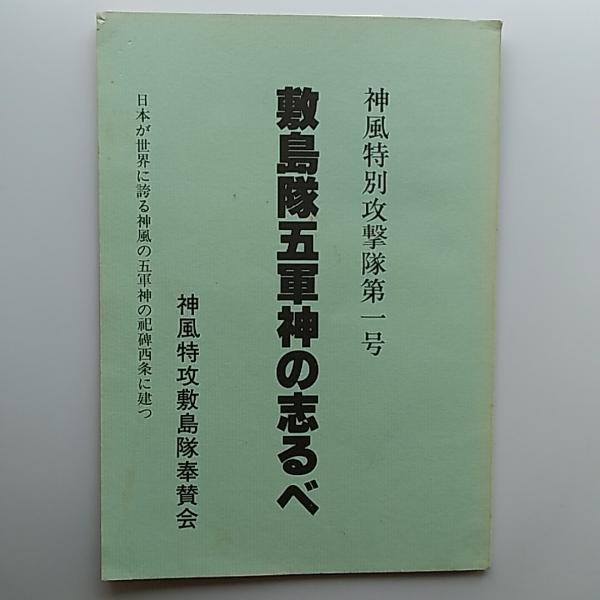 神風特別攻撃隊第一号
敷島隊五軍神の志るべ
神風特攻敷島隊奉賛会
日本が世界に誇る神風の五軍神の祀碑西条に建つ